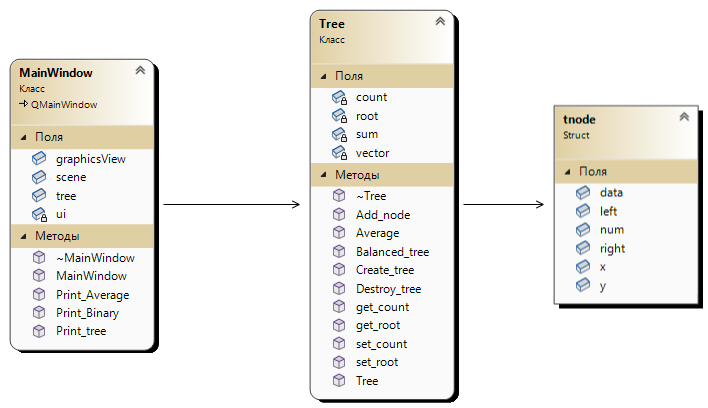 MainWindow
Класс
QMainWindow
Поля
graphicsView
scene
tree
ui
Методы
~MainWindow
MainWindow
Print_Average
Print_Binary
Print_tree
Tree
Класс
Поля
count
root
sum
vector
Методы
~Tree
Add_node
Average
Balanced_tree
Create_tree
Destroy_tree
get_count
get_root
set_count
set_root
Tree
tnode
Struct
Поля
data
left
num
right
x
y